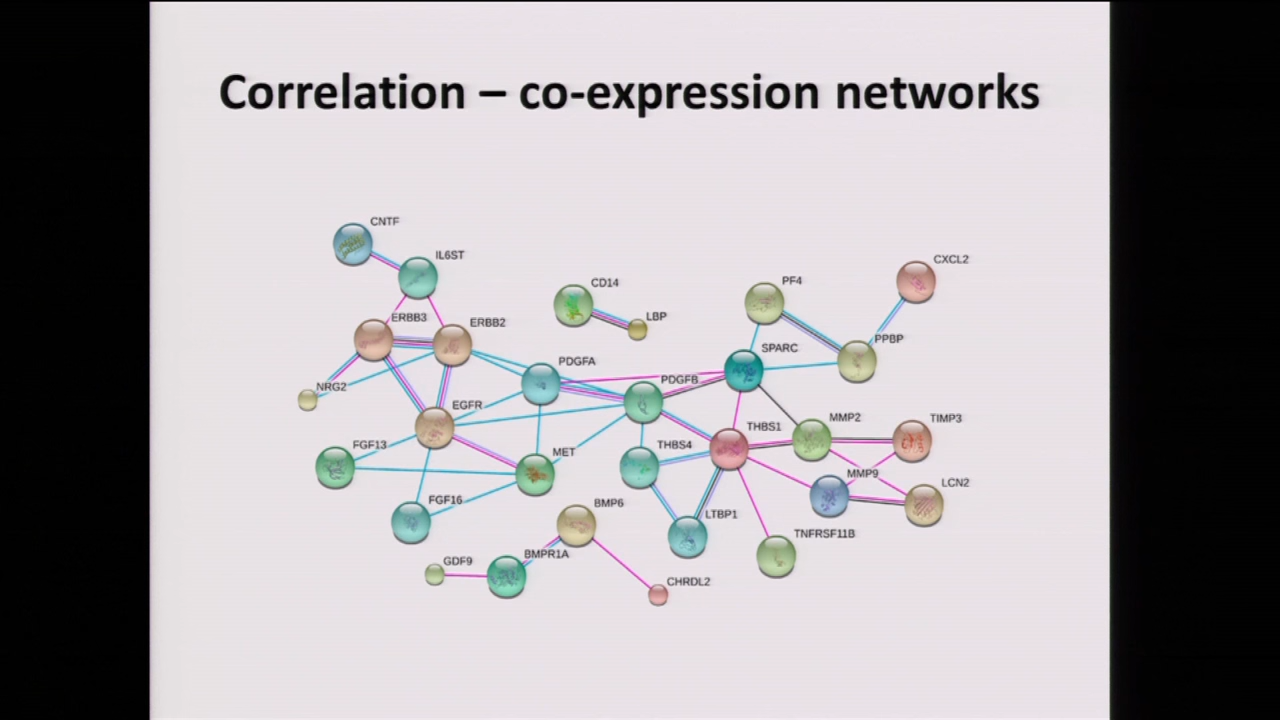 Correlation – co-expression networks
CNTF
IL6ST
CXCL2
CD14
PF4
LBP
ERBB3
ERBB2
PPBP
SPARC
PDGFA
PDGFB
NRG2
EGFR
MMP2
TIMP3
THBS1
FGF13
MET
THBS4
MMP9
LCN2
FGF16
BMP6
LTBP1
TNFRSF11B
GDF9
BMPR1A
CHRDL2